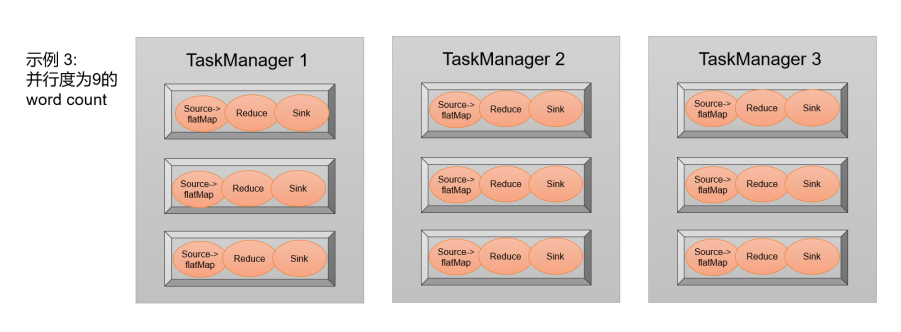 示例 3:
并行度为9的
word count
TaskManager 1
Source->
flatMap
Reduce
Sink
Source->
flatMap
Reduce
Sink
Source->
flatMap
Reduce
Sink
TaskManager 2
Source->
flatMap
Reduce
Sink
Source->
flatMap
Reduce
Sink
Source->
flatMap
Reduce
Sink
TaskManager 3
Source->
flatMap
Reduce
Sink
Source->
flatMap
Reduce
Sink
Source->
flatMap
Reduce
Sink